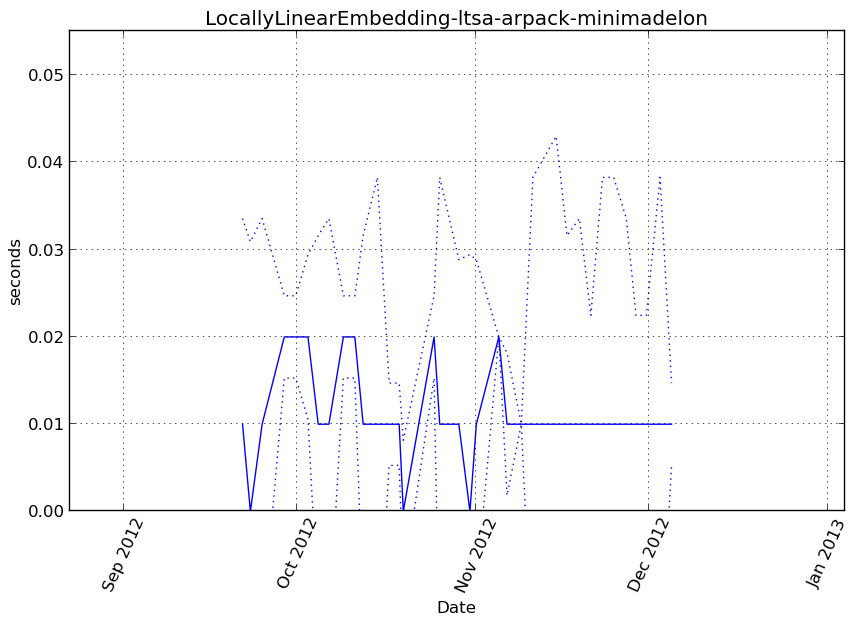 LocallyLinearEmbedding-ltsa-arpack-minimadelon
0.05
0.04
0.03
0.02
0.01
0.00
seconds
Sep 2012
Oct 2012
Nov 2012
Dec 2012
Jan 2013
Date